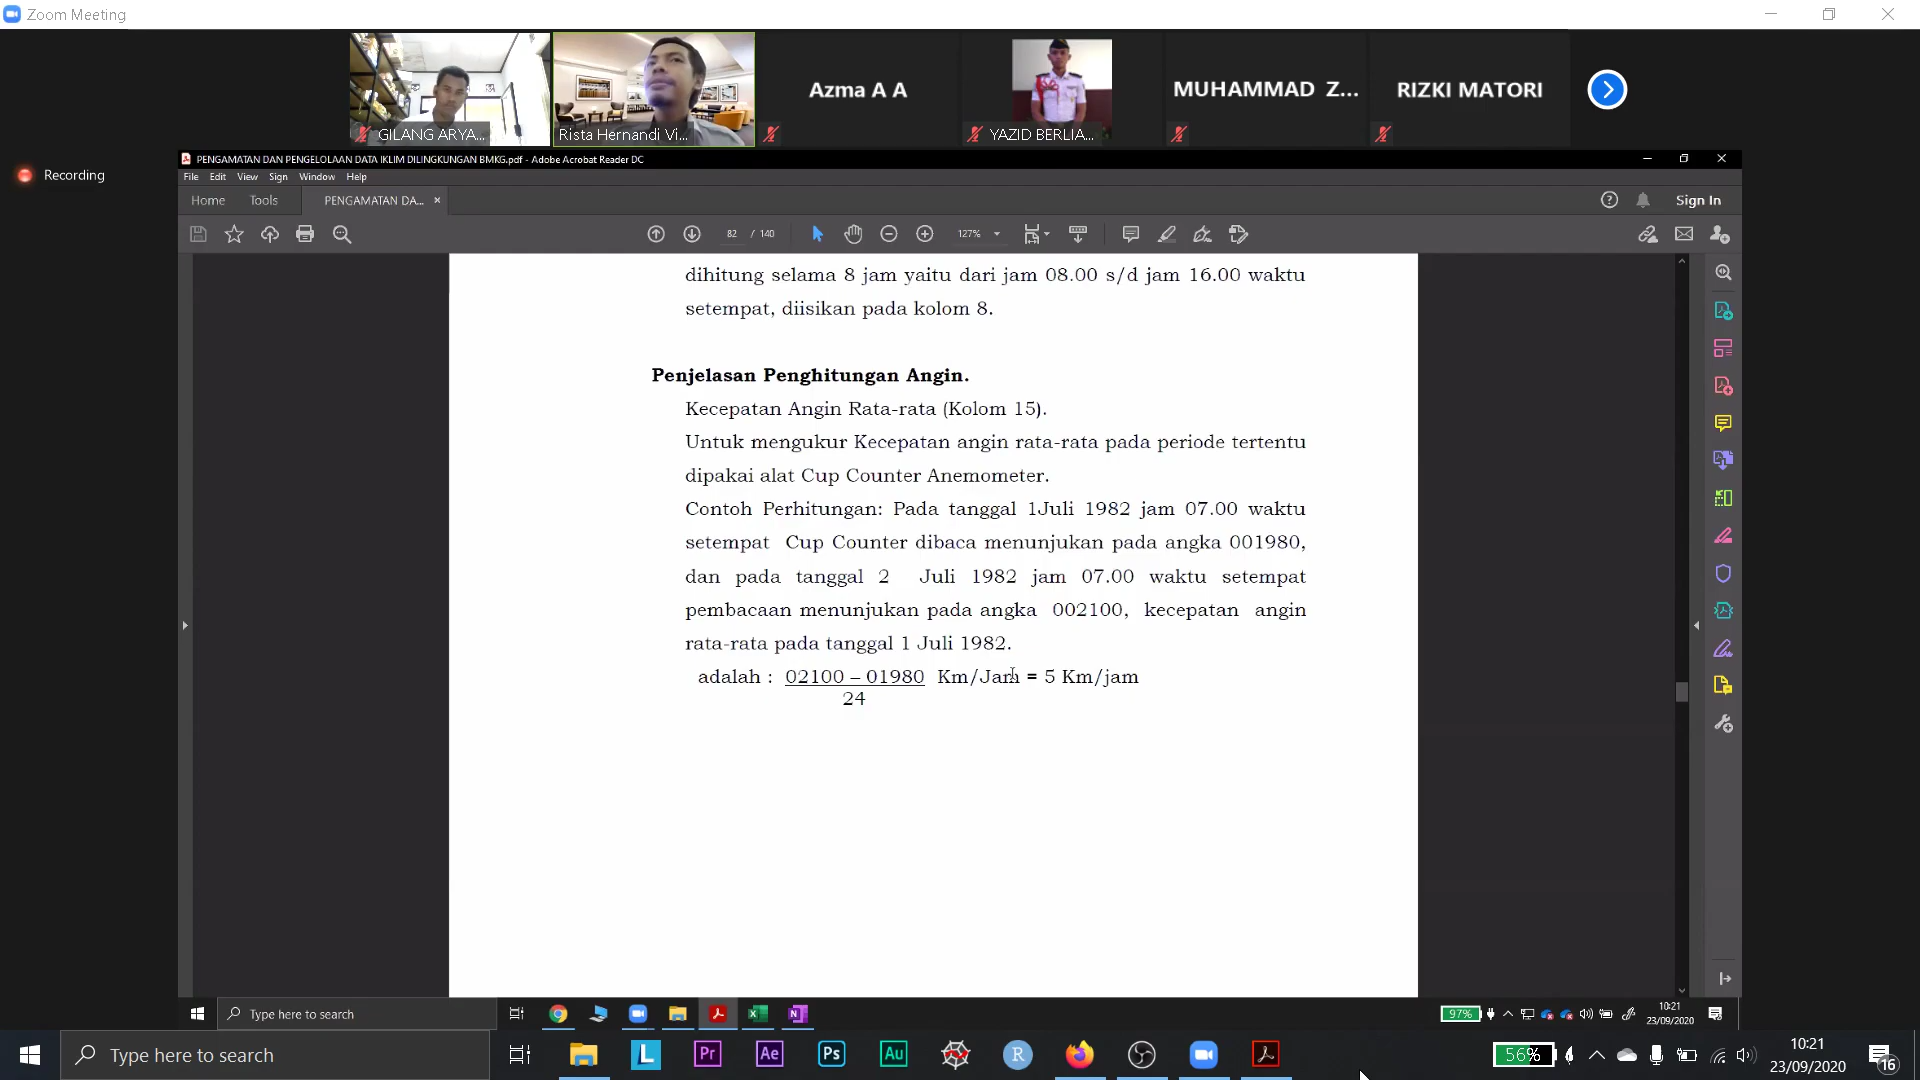 Zoom Meeting
GILANG ARYA...
Rista Hernandi Vi...
Azma A A
YAZID BERLIA...
MUHAMMAD Z...
RIZKI MATORI
Recording
PENGAMATAN DAN PENGELOLAAN DATA IKLIM DILINGKUNGAN BMKG.pdf - Adobe Acrobat Reader DC
File Edit View Sign Window Help
Home Tools PENGAMATAN DA... × Sign In
82 / 140 127%
dihitung selama 8 jam yaitu dari jam 08.00 s/d jam 16.00 waktu
setempat, diisikan pada kolom 8.
Penjelasan Penghitungan Angin.
Kecepatan Angin Rata-rata (Kolom 15).
Untuk mengukur Kecepatan angin rata-rata pada periode tertentu
dipakai alat Cup Counter Anemometer.
Contoh Perhitungan: Pada tanggal 1Juli 1982 jam 07.00 waktu
setempat Cup Counter dibaca menunjukan pada angka 001980,
dan pada tanggal 2 Juli 1982 jam 07.00 waktu setempat
pembacaan menunjukan pada angka 002100, kecepatan angin
rata-rata pada tanggal 1 Juli 1982.
adalah : 02100 – 01980 Km/Jam = 5 Km/jam
24
Type here to search
97%
10:21
23/09/2020
Type here to search
L Pr Ae Ps Au R
56%
10:21
23/09/2020
16